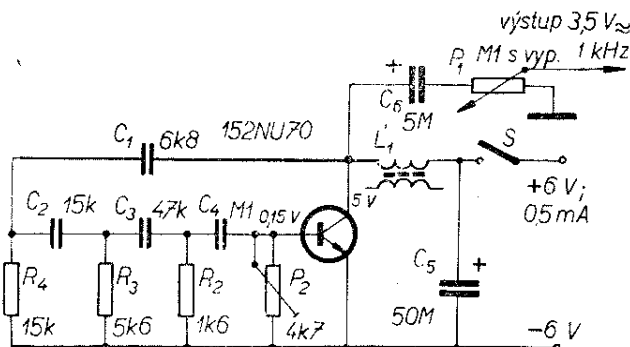 výstup 3,5 V≈
P1 M1 s vyp. 1 kHz
+
C6
5M
152NU70
C1
6k8
L1
S
C2
15k
C3
47k
C4
M1
0,15 V
5 V
+6 V;
0,5 mA
R4
15k
R3
5k6
R2
1k6
P2
4k7
C5
+
50M
–6 V